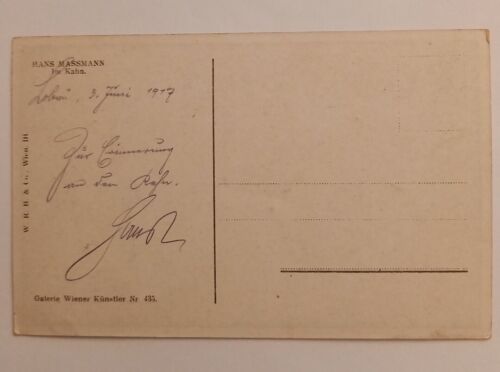 HANS MASSMANN
Im Kahn.
3. Juni 1917
Zur Erinnerung
an den
W. R. B & Co., Wien III
Galerie Wiener Künstler Nr 435.